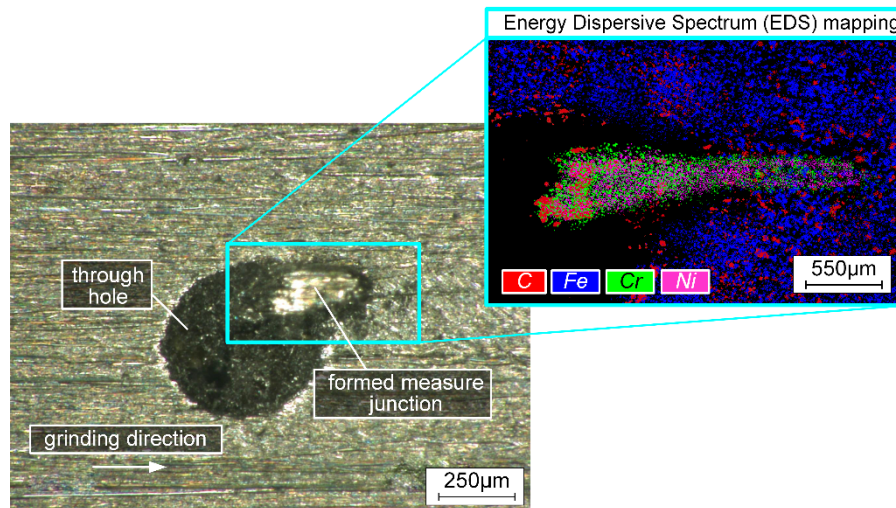 Energy Dispersive Spectrum (EDS) mapping
through
hole
formed measure
junction
grinding direction
250µm
C Fe Cr Ni
550µm